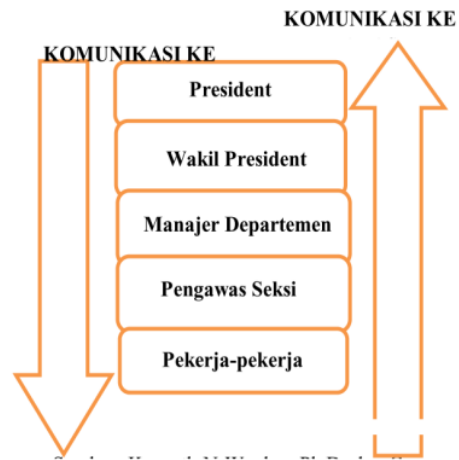 KOMUNIKASI KE
KOMUNIKASI KE
President
Wakil President
Manajer Departemen
Pengawas Seksi
Pekerja-pekerja